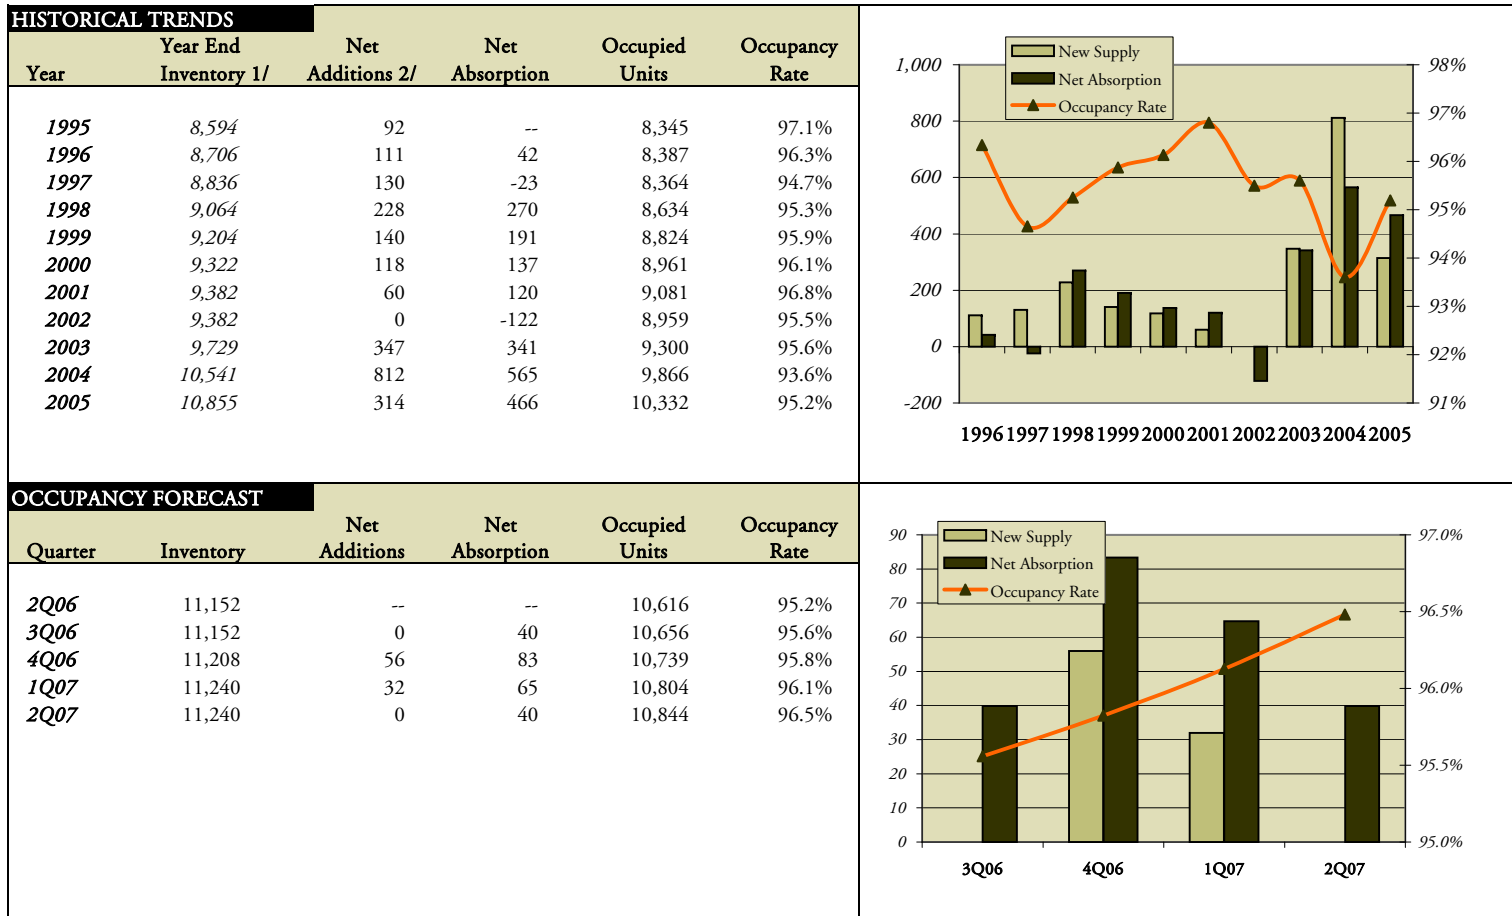 HISTORICAL TRENDS
Year End Net Net Occupied Occupancy
Year Inventory 1/ Additions 2/ Absorption Units Rate
1995 8,594 92 -- 8,345 97.1%
1996 8,706 111 42 8,387 96.3%
1997 8,836 130 -23 8,364 94.7%
1998 9,064 228 270 8,634 95.3%
1999 9,204 140 191 8,824 95.9%
2000 9,322 118 137 8,961 96.1%
2001 9,382 60 120 9,081 96.8%
2002 9,382 0 -122 8,959 95.5%
2003 9,729 347 341 9,300 95.6%
2004 10,541 812 565 9,866 93.6%
2005 10,855 314 466 10,332 95.2%
New Supply
Net Absorption
Occupancy Rate
1,000 98%
97%
800
96%
600
95%
400
94%
200
93%
0
92%
-200 91%
1996 1997 1998 1999 2000 2001 2002 2003 2004 2005
OCCUPANCY FORECAST
Net Net Occupied Occupancy
Quarter Inventory Additions Absorption Units Rate
2Q06 11,152 -- -- 10,616 95.2%
3Q06 11,152 0 40 10,656 95.6%
4Q06 11,208 56 83 10,739 95.8%
1Q07 11,240 32 65 10,804 96.1%
2Q07 11,240 0 40 10,844 96.5%
New Supply
Net Absorption
Occupancy Rate
90 97.0%
80
70
96.5%
60
50
96.0%
40
30
95.5%
20
10
0 95.0%
3Q06 4Q06 1Q07 2Q07